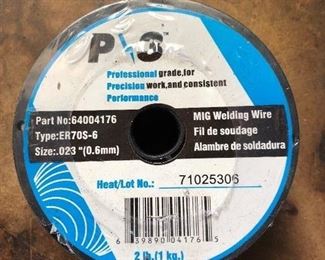 Professional grade,for
Precision work,and consistent
Performance
Part No:64004176
Type:ER70S-6
Size:.023 "(0.6mm)
MIG Welding Wire
Fil de soudage
Alambre de soldadura
Heat/Lot No.: 71025306
6 39890 04176 5
2 lb.(1 kg.)